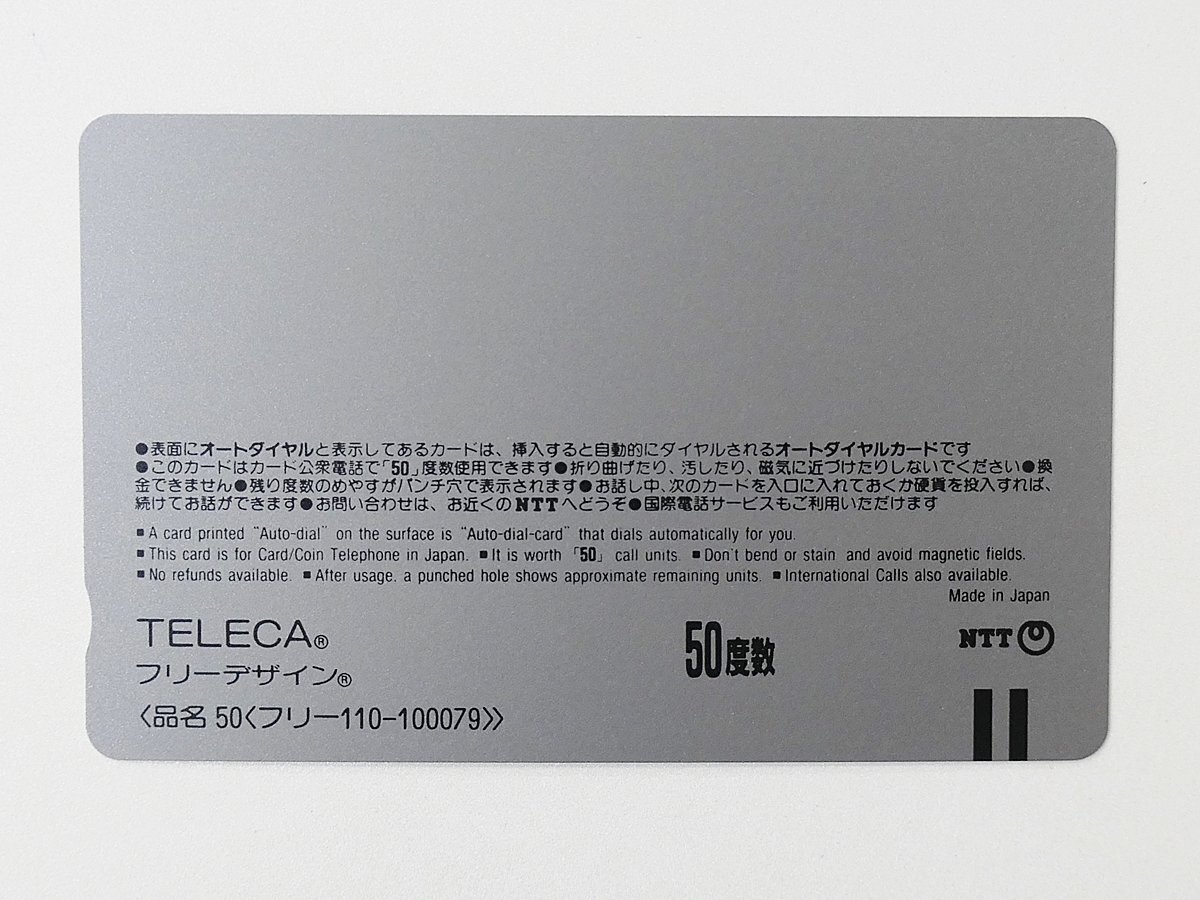 ●表面にオートダイヤルと表示してあるカードは、挿入すると自動的にダイヤルされるオートダイヤルカードです
●このカードはカード公衆電話で「50」度数使用できます●折り曲げたり、汚したり、磁気に近づけたりしないでください●換
金できません●残り度数のめやすがパンチ穴で表示されます●お話し中、次のカードを入口に入れておくか硬貨を投入すれば、
続けてお話ができます●お問い合わせは、お近くのNTTへどうぞ●国際電話サービスもご利用いただけます
■A card printed “Auto-dial” on the surface is “Auto-dial-card” that dials automatically for you.
■This card is for Card/Coin Telephone in Japan. ■It is worth 「50」 call units. ■Don't bend or stain and avoid magnetic fields.
■No refunds available. ■After usage. a punched hole shows approximate remaining units. ■International Calls also available.
Made in Japan
TELECA®
フリーデザイン®
50度数
NTT
〈品名 50〈フリー110-100079〉〉